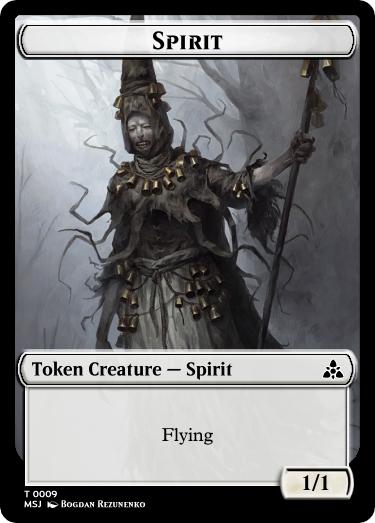 Spirit
Token Creature — Spirit
Flying
1/1
T 0009
MSJ Bogdan Rezunenko